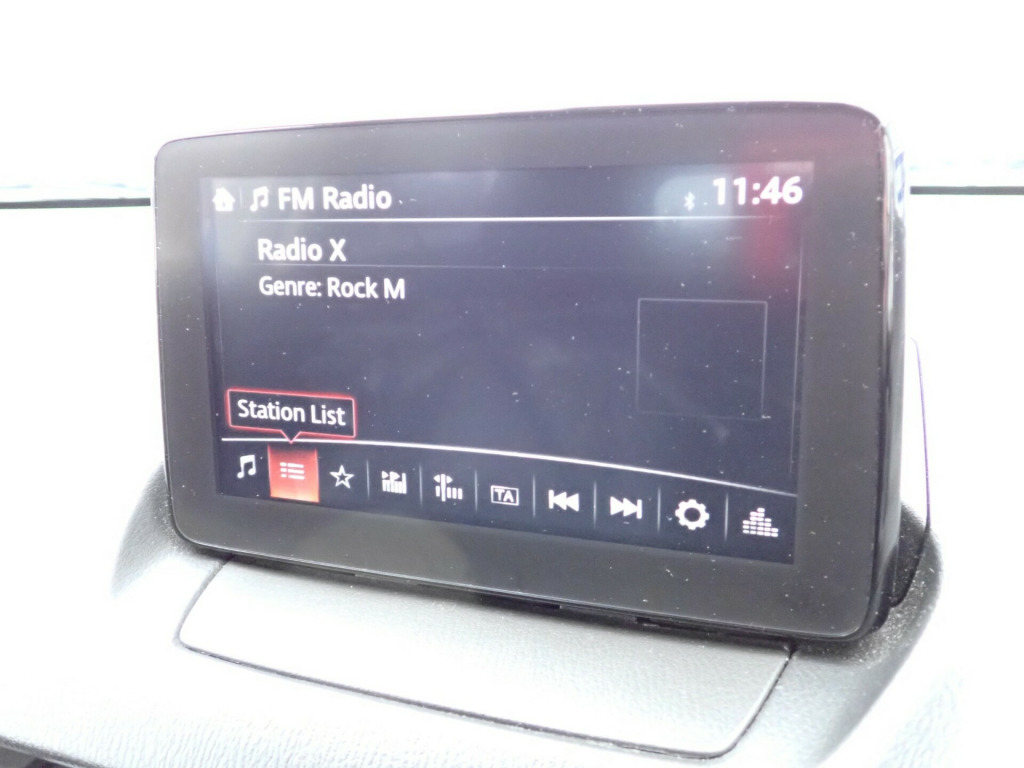 FM Radio 11:46
Radio X
Genre: Rock M
Station List
TA